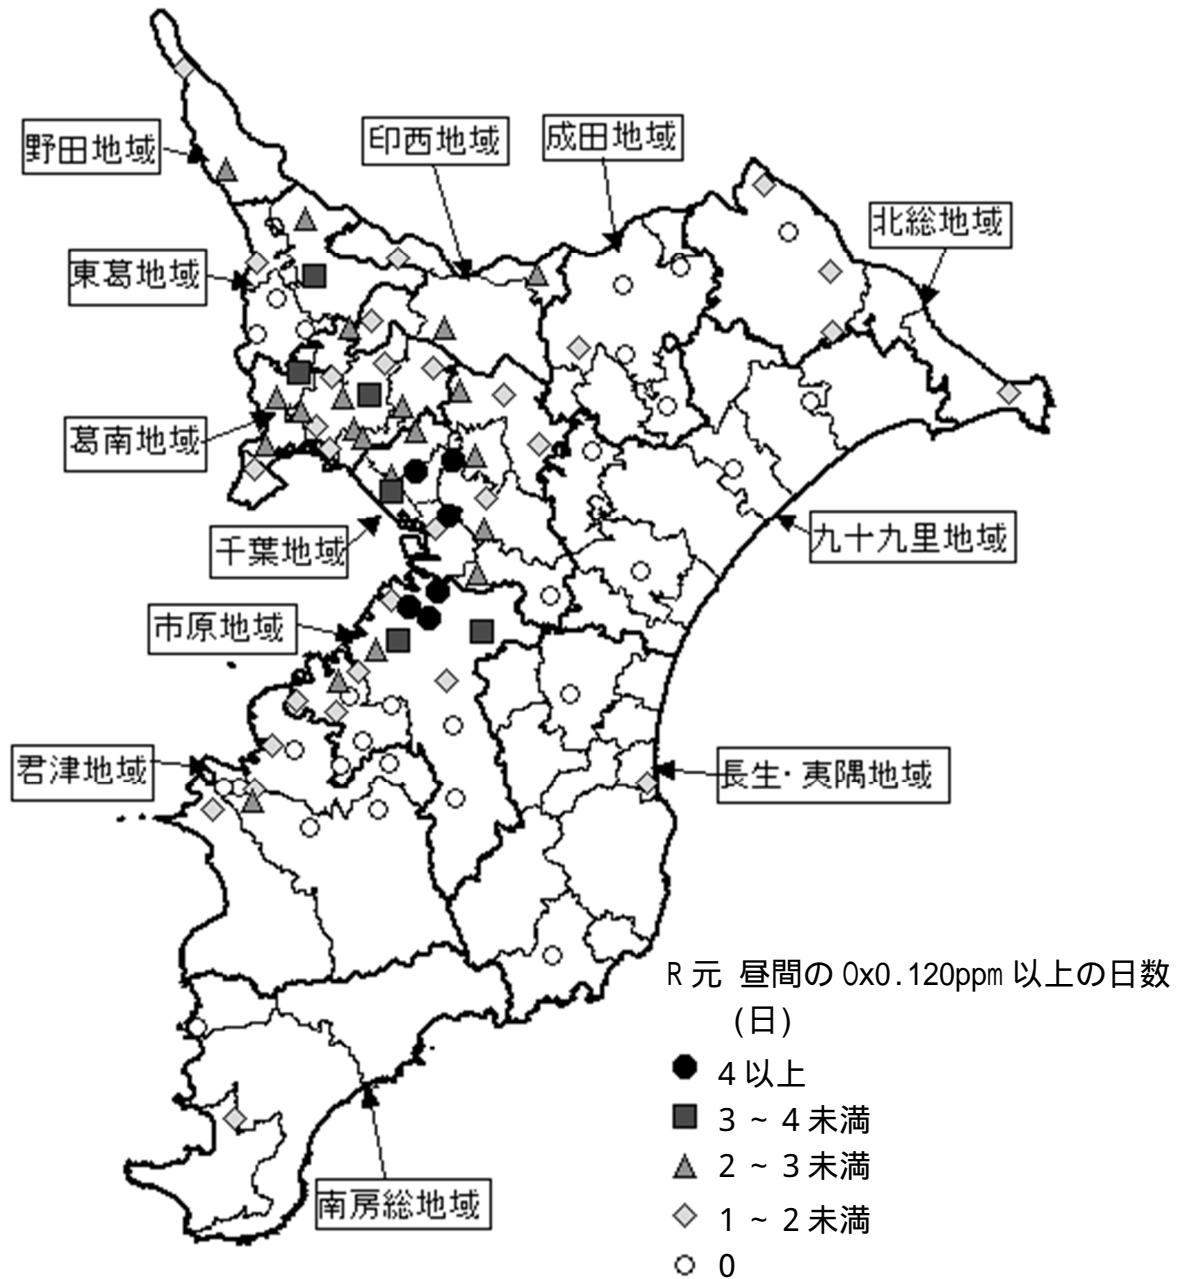 野田地域
印西地域
成田地域
北総地域
東葛地域
葛南地域
千葉地域
九十九里地域
市原地域
君津地域
長生・夷隅地域
南房総地域
R元 昼間の0x0.120ppm以上の日数
(日)
4以上
3～4未満
2～3未満
1～2未満
0